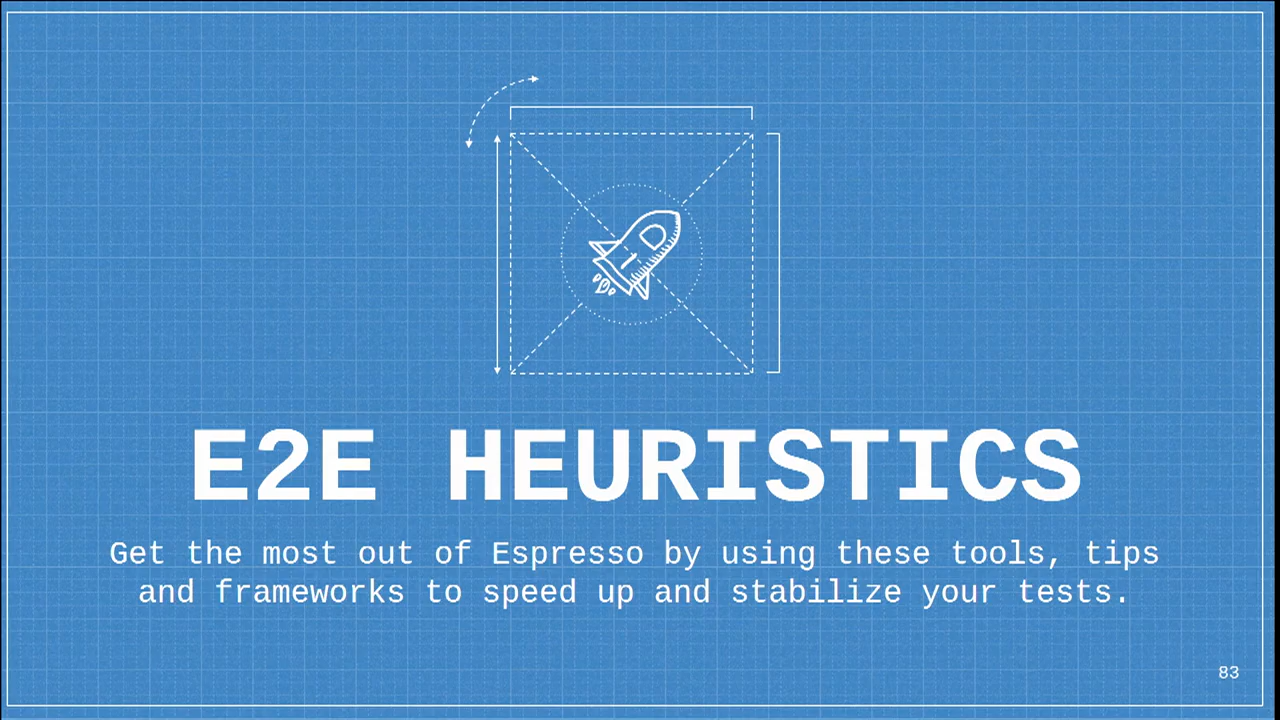 E2E HEURISTICS
Get the most out of Espresso by using these tools, tips
and frameworks to speed up and stabilize your tests.
83